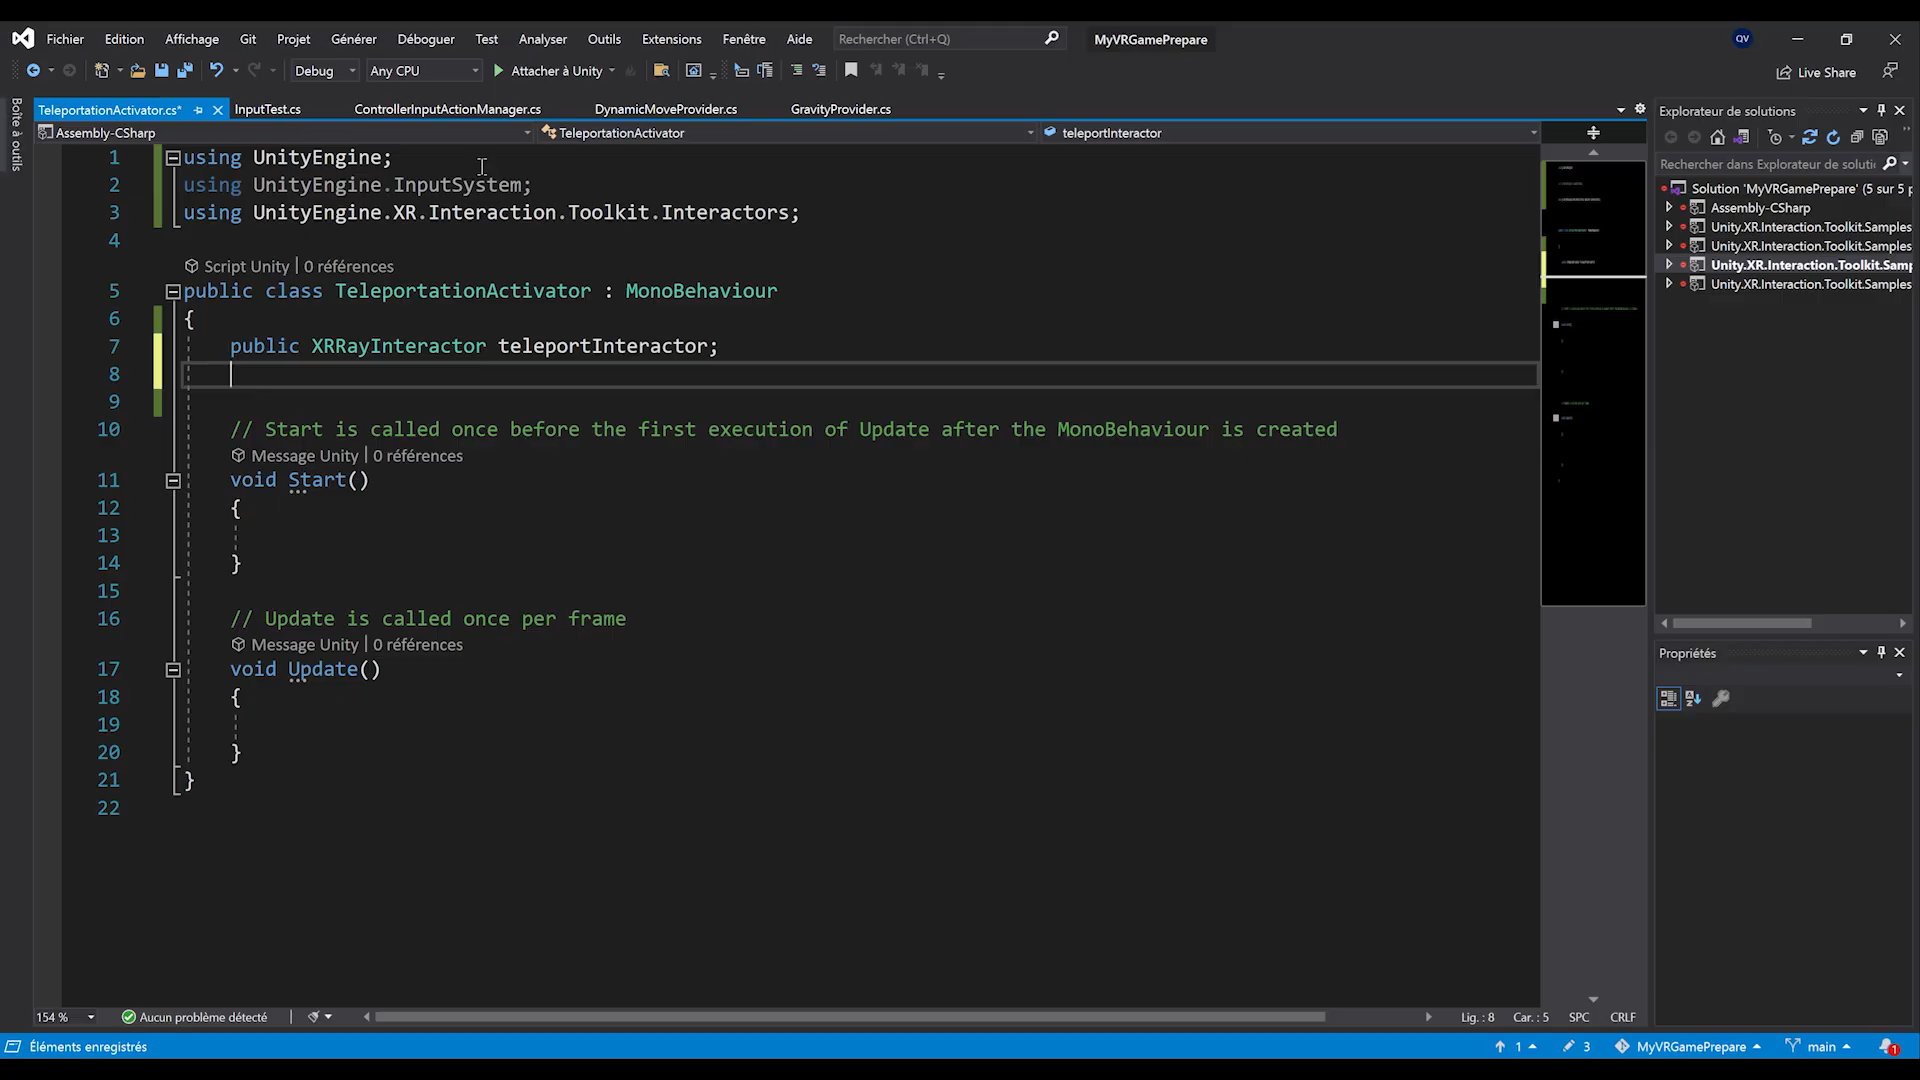 Fichier Edition Affichage Git Projet Générer Déboguer Test Analyser Outils Extensions Fenêtre Aide Rechercher (Ctrl+Q) MyVRGamePrepare QV
Debug Any CPU Attacher à Unity Live Share
Boîte à outils
TeleportationActivator.cs* InputTest.cs ControllerInputActionManager.cs DynamicMoveProvider.cs GravityProvider.cs
Assembly-CSharp TeleportationActivator teleportInteractor
1 using UnityEngine;
2 using UnityEngine.InputSystem;
3 using UnityEngine.XR.Interaction.Toolkit.Interactors;
4
Script Unity | 0 références
5 public class TeleportationActivator : MonoBehaviour
6 {
7 public XRRayInteractor teleportInteractor;
8
9
10 // Start is called once before the first execution of Update after the MonoBehaviour is created
Message Unity | 0 références
11 void Start()
12 {
13
14 }
15
16 // Update is called once per frame
Message Unity | 0 références
17 void Update()
18 {
19
20 }
21 }
22
154 % Aucun problème détecté Lig. : 8 Car. : 5 SPC CRLF
Explorateur de solutions
Rechercher dans Explorateur de soluti
Solution 'MyVRGamePrepare' (5 sur 5 p
Assembly-CSharp
Unity.XR.Interaction.Toolkit.Samples
Unity.XR.Interaction.Toolkit.Samples
Unity.XR.Interaction.Toolkit.Samp
Unity.XR.Interaction.Toolkit.Samples
Propriétés
Éléments enregistrés 1 3 MyVRGamePrepare main 1